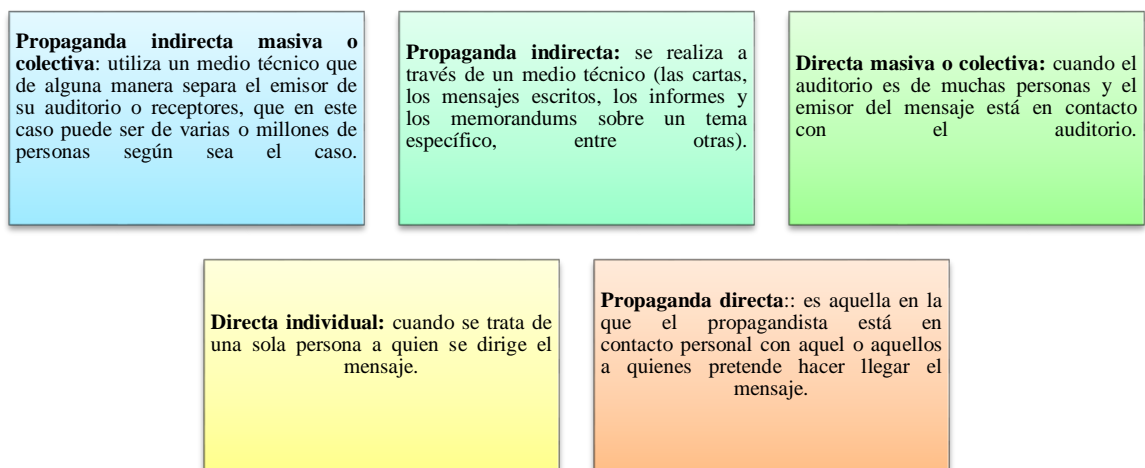 Propaganda indirecta masiva o
colectiva: utiliza un medio técnico que
de alguna manera separa el emisor de
su auditorio o receptores, que en este
caso puede ser de varias o millones de
personas según sea el caso.
Propaganda indirecta: se realiza a
través de un medio técnico (las cartas,
los mensajes escritos, los informes y
los memorandums sobre un tema
específico, entre otras).
Directa masiva o colectiva: cuando el
auditorio es de muchas personas y el
emisor del mensaje está en contacto
con el auditorio.
Directa individual: cuando se trata de
una sola persona a quien se dirige el
mensaje.
Propaganda directa:: es aquella en la
que el propagandista está en
contacto personal con aquel o aquellos
a quienes pretende hacer llegar el
mensaje.